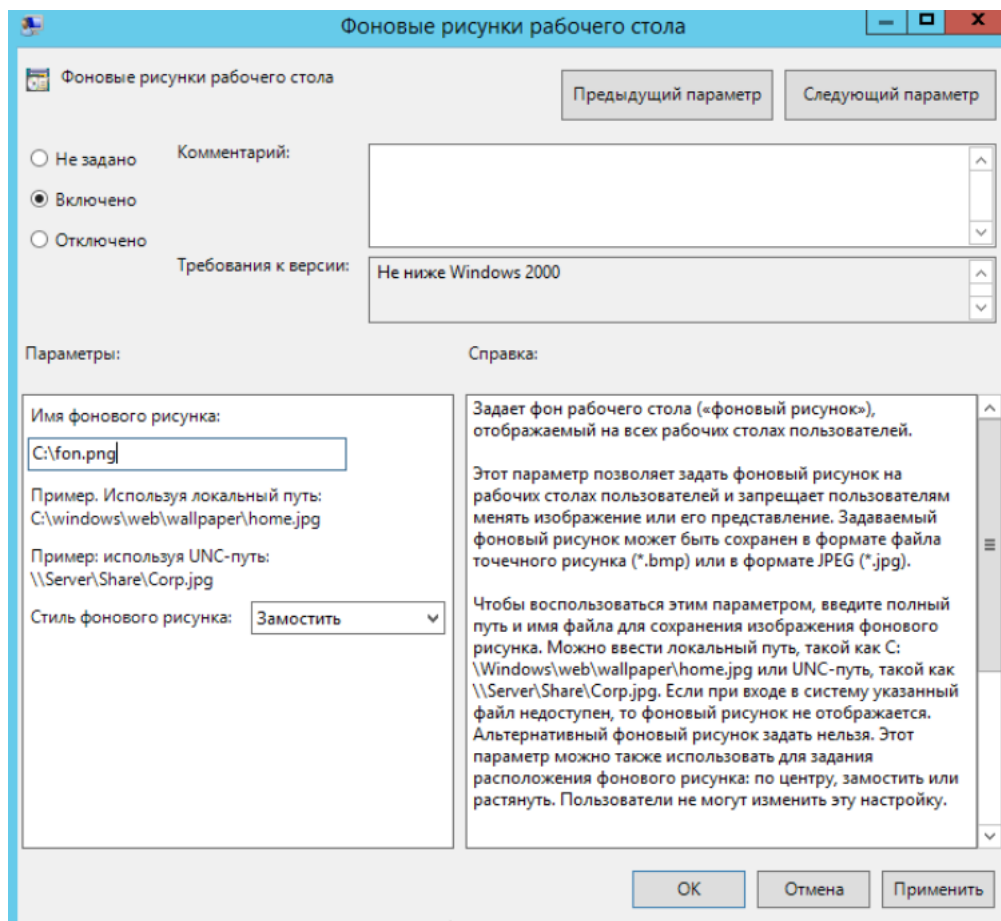 Фоновые рисунки рабочего стола
Фоновые рисунки рабочего стола
Предыдущий параметр
Следующий параметр
Не задано
Включено
Отключено
Комментарий:
Требования к версии:
Не ниже Windows 2000
Параметры:
Справка:
Имя фонового рисунка:
C:\fon.png
Пример. Используя локальный путь:
C:\windows\web\wallpaper\home.jpg
Пример: используя UNC-путь:
\\Server\Share\Corp.jpg
Стиль фонового рисунка:
Замостить
Задает фон рабочего стола («фоновый рисунок»),
отображаемый на всех рабочих столах пользователей.
Этот параметр позволяет задать фоновый рисунок на
рабочих столах пользователей и запрещает пользователям
менять изображение или его представление. Задаваемый
фоновый рисунок может быть сохранен в формате файла
точечного рисунка (*.bmp) или в формате JPEG (*.jpg).
Чтобы воспользоваться этим параметром, введите полный
путь и имя файла для сохранения изображения фонового
рисунка. Можно ввести локальный путь, такой как C:
\Windows\web\wallpaper\home.jpg или UNC-путь, такой как
\\Server\Share\Corp.jpg. Если при входе в систему указанный
файл недоступен, то фоновый рисунок не отображается.
Альтернативный фоновый рисунок задать нельзя. Этот
параметр можно также использовать для задания
расположения фонового рисунка: по центру, замостить или
растянуть. Пользователи не могут изменить эту настройку.
ОК
Отмена
Применить